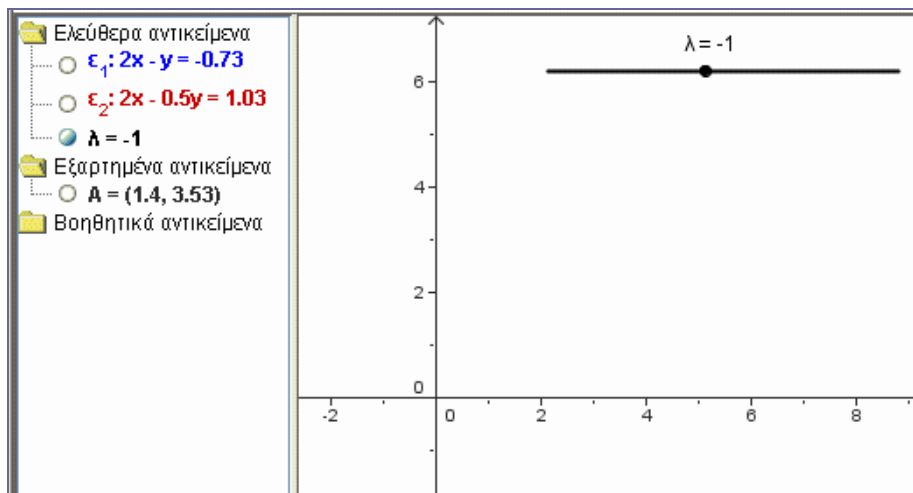 Ελεύθερα αντικείμενα
ε₁: 2x - y = -0.73
ε₂: 2x - 0.5y = 1.03
λ = -1
Εξαρτημένα αντικείμενα
A = (1.4, 3.53)
Βοηθητικά αντικείμενα
λ = -1
6
4
2
0
-2 0 2 4 6 8